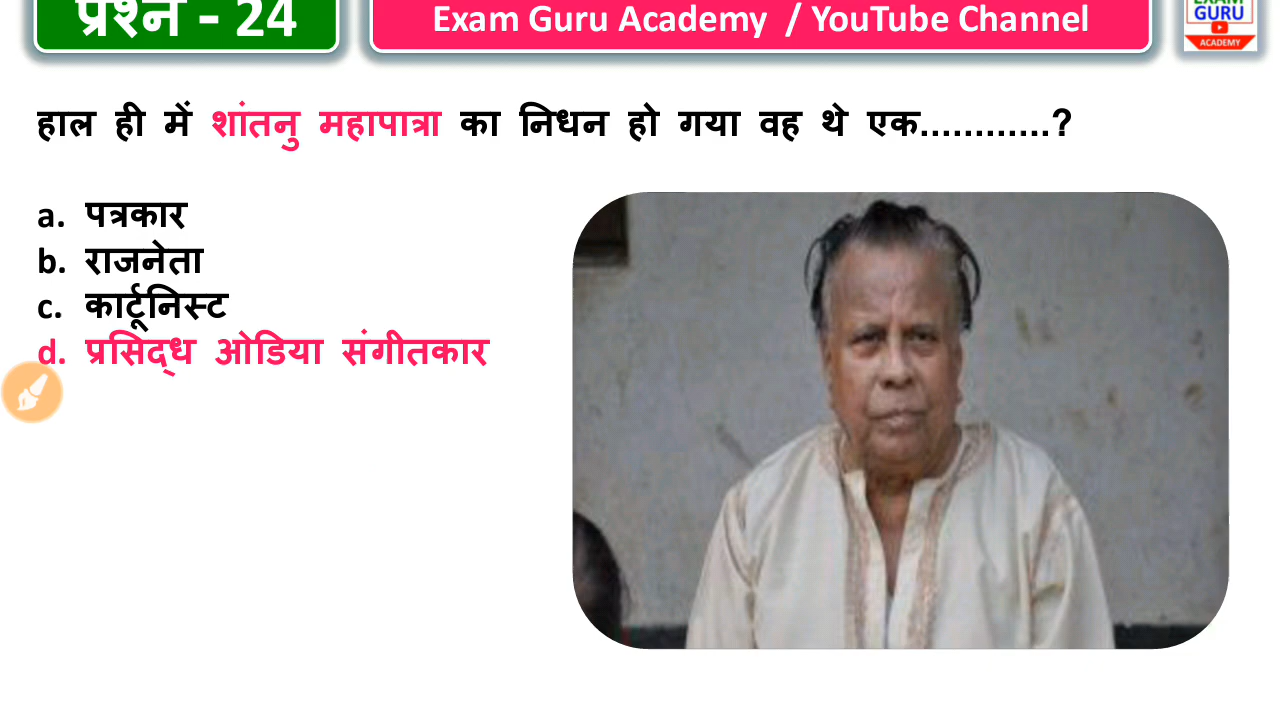 प्रश्न - 24
Exam Guru Academy / YouTube Channel
EXAM
GURU
ACADEMY
हाल ही में शांतनु महापात्रा का निधन हो गया वह थे एक............?
a. पत्रकार
b. राजनेता
c. कार्टूनिस्ट
d. प्रसिद्ध ओडिया संगीतकार